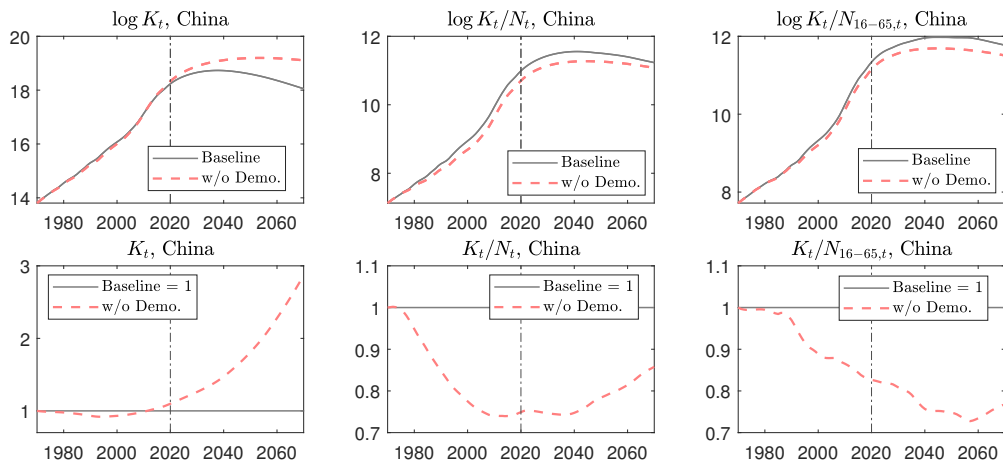 log K_t, China
20
18
16
14
1980 2000 2020 2040 2060
Baseline
w/o Demo.
log K_t/N_t, China
12
10
8
1980 2000 2020 2040 2060
Baseline
w/o Demo.
log K_t/N_{16−65,t}, China
12
10
8
1980 2000 2020 2040 2060
Baseline
w/o Demo.
K_t, China
3
2
1
1980 2000 2020 2040 2060
Baseline = 1
w/o Demo.
K_t/N_t, China
1.1
1
0.9
0.8
0.7
1980 2000 2020 2040 2060
Baseline = 1
w/o Demo.
K_t/N_{16−65,t}, China
1.1
1
0.9
0.8
0.7
1980 2000 2020 2040 2060
Baseline = 1
w/o Demo.